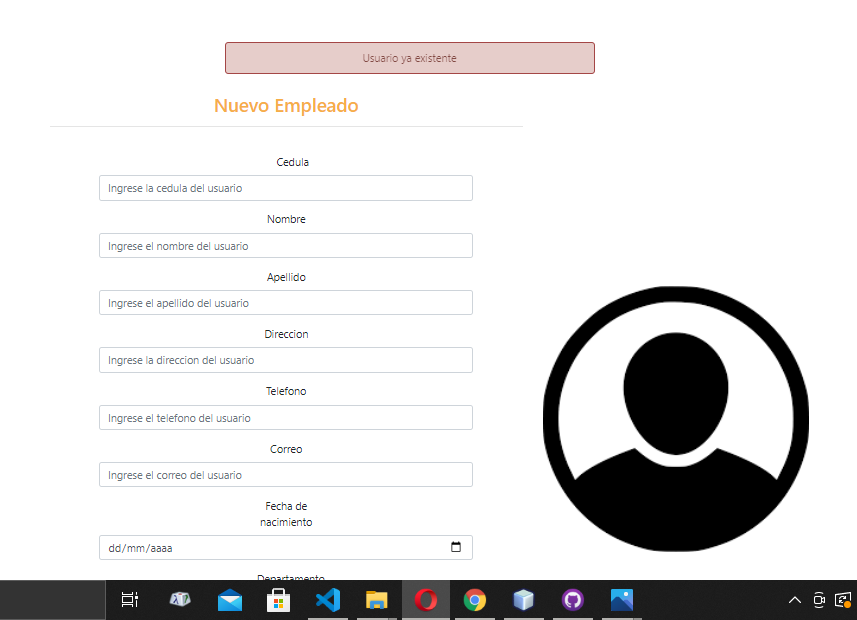 Usuario ya existente
Nuevo Empleado
Cedula
Ingrese la cedula del usuario
Nombre
Ingrese el nombre del usuario
Apellido
Ingrese el apellido del usuario
Direccion
Ingrese la direccion del usuario
Telefono
Ingrese el telefono del usuario
Correo
Ingrese el correo del usuario
Fecha de
nacimiento
dd/mm/aaaa
Departamento